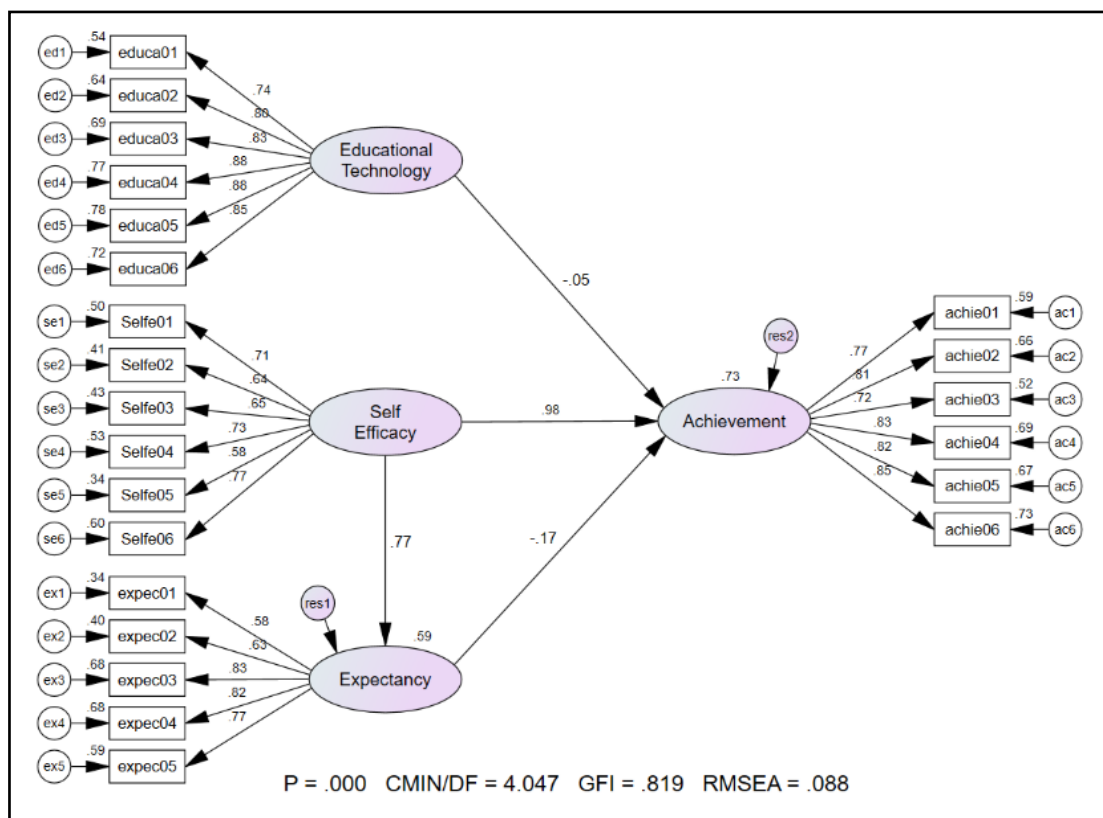 .54
ed1
educa01
.64
ed2
educa02
.69
ed3
educa03
.77
ed4
educa04
.78
ed5
educa05
.72
ed6
educa06
.74
.80
.83
.88
.88
.85
Educational
Technology
-.05
.50
se1
Selfe01
.41
se2
Selfe02
.43
se3
Selfe03
.53
se4
Selfe04
.34
se5
Selfe05
.60
se6
Selfe06
.71
.64
.65
.73
.58
.77
Self
Efficacy
.98
.77
-.17
.34
ex1
expec01
.40
ex2
expec02
.68
ex3
expec03
.68
ex4
expec04
.59
ex5
expec05
.58
.63
.83
.82
.77
res1
.59
Expectancy
res2
.73
Achievement
.77
.81
.72
.83
.82
.85
.59
achie01
ac1
.66
achie02
ac2
.52
achie03
ac3
.69
achie04
ac4
.67
achie05
ac5
.73
achie06
ac6
P = .000 CMIN/DF = 4.047 GFI = .819 RMSEA = .088